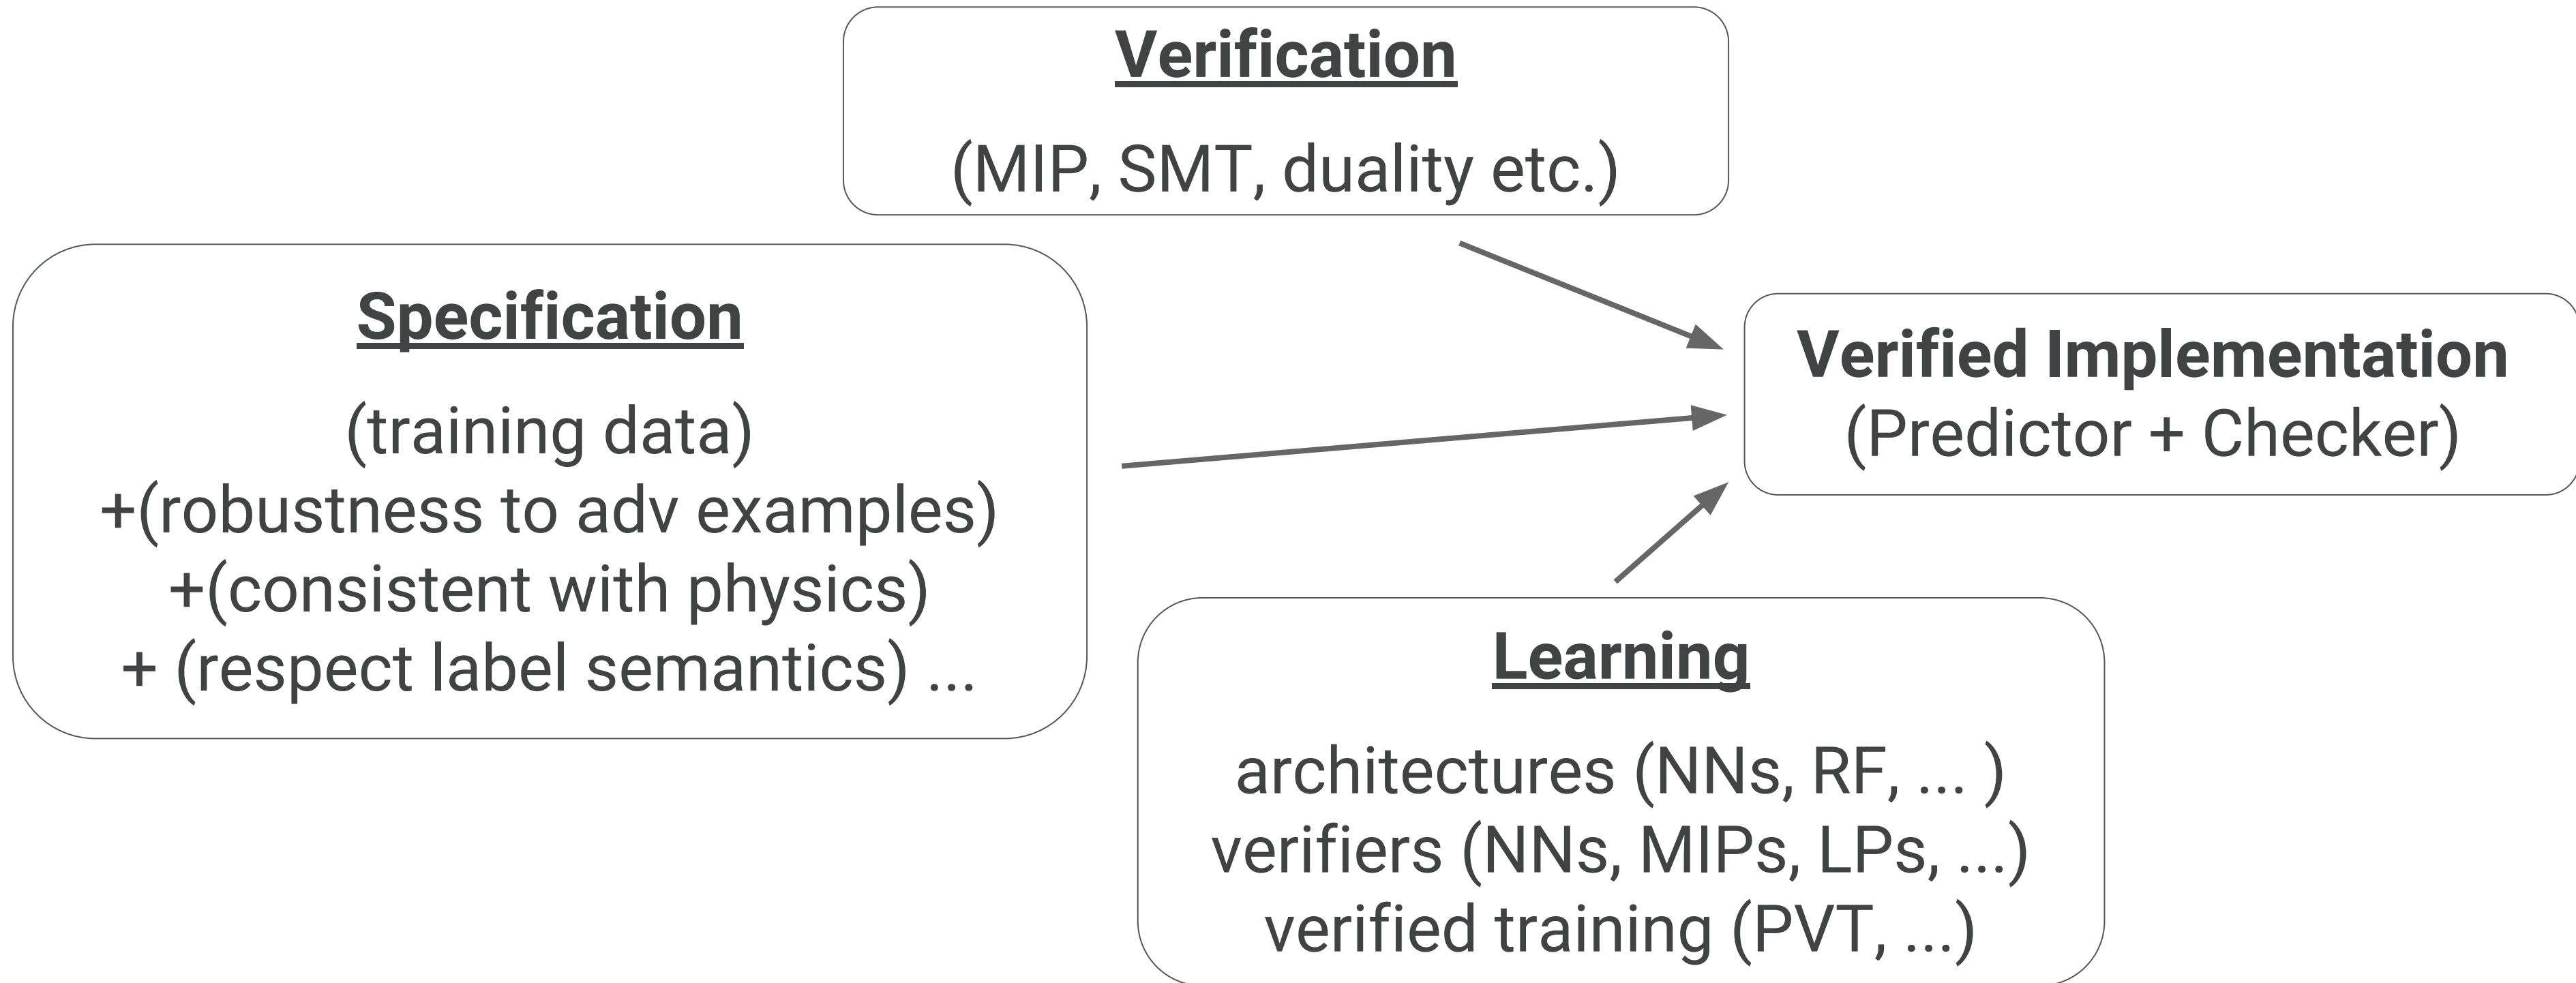 Verification
(MIP, SMT, duality etc.)
Specification
(training data)
+(robustness to adv examples)
+(consistent with physics)
+ (respect label semantics) ...
Verified Implementation
(Predictor + Checker)
Learning
architectures (NNs, RF, ... )
verifiers (NNs, MIPs, LPs, ...)
verified training (PVT, ...)